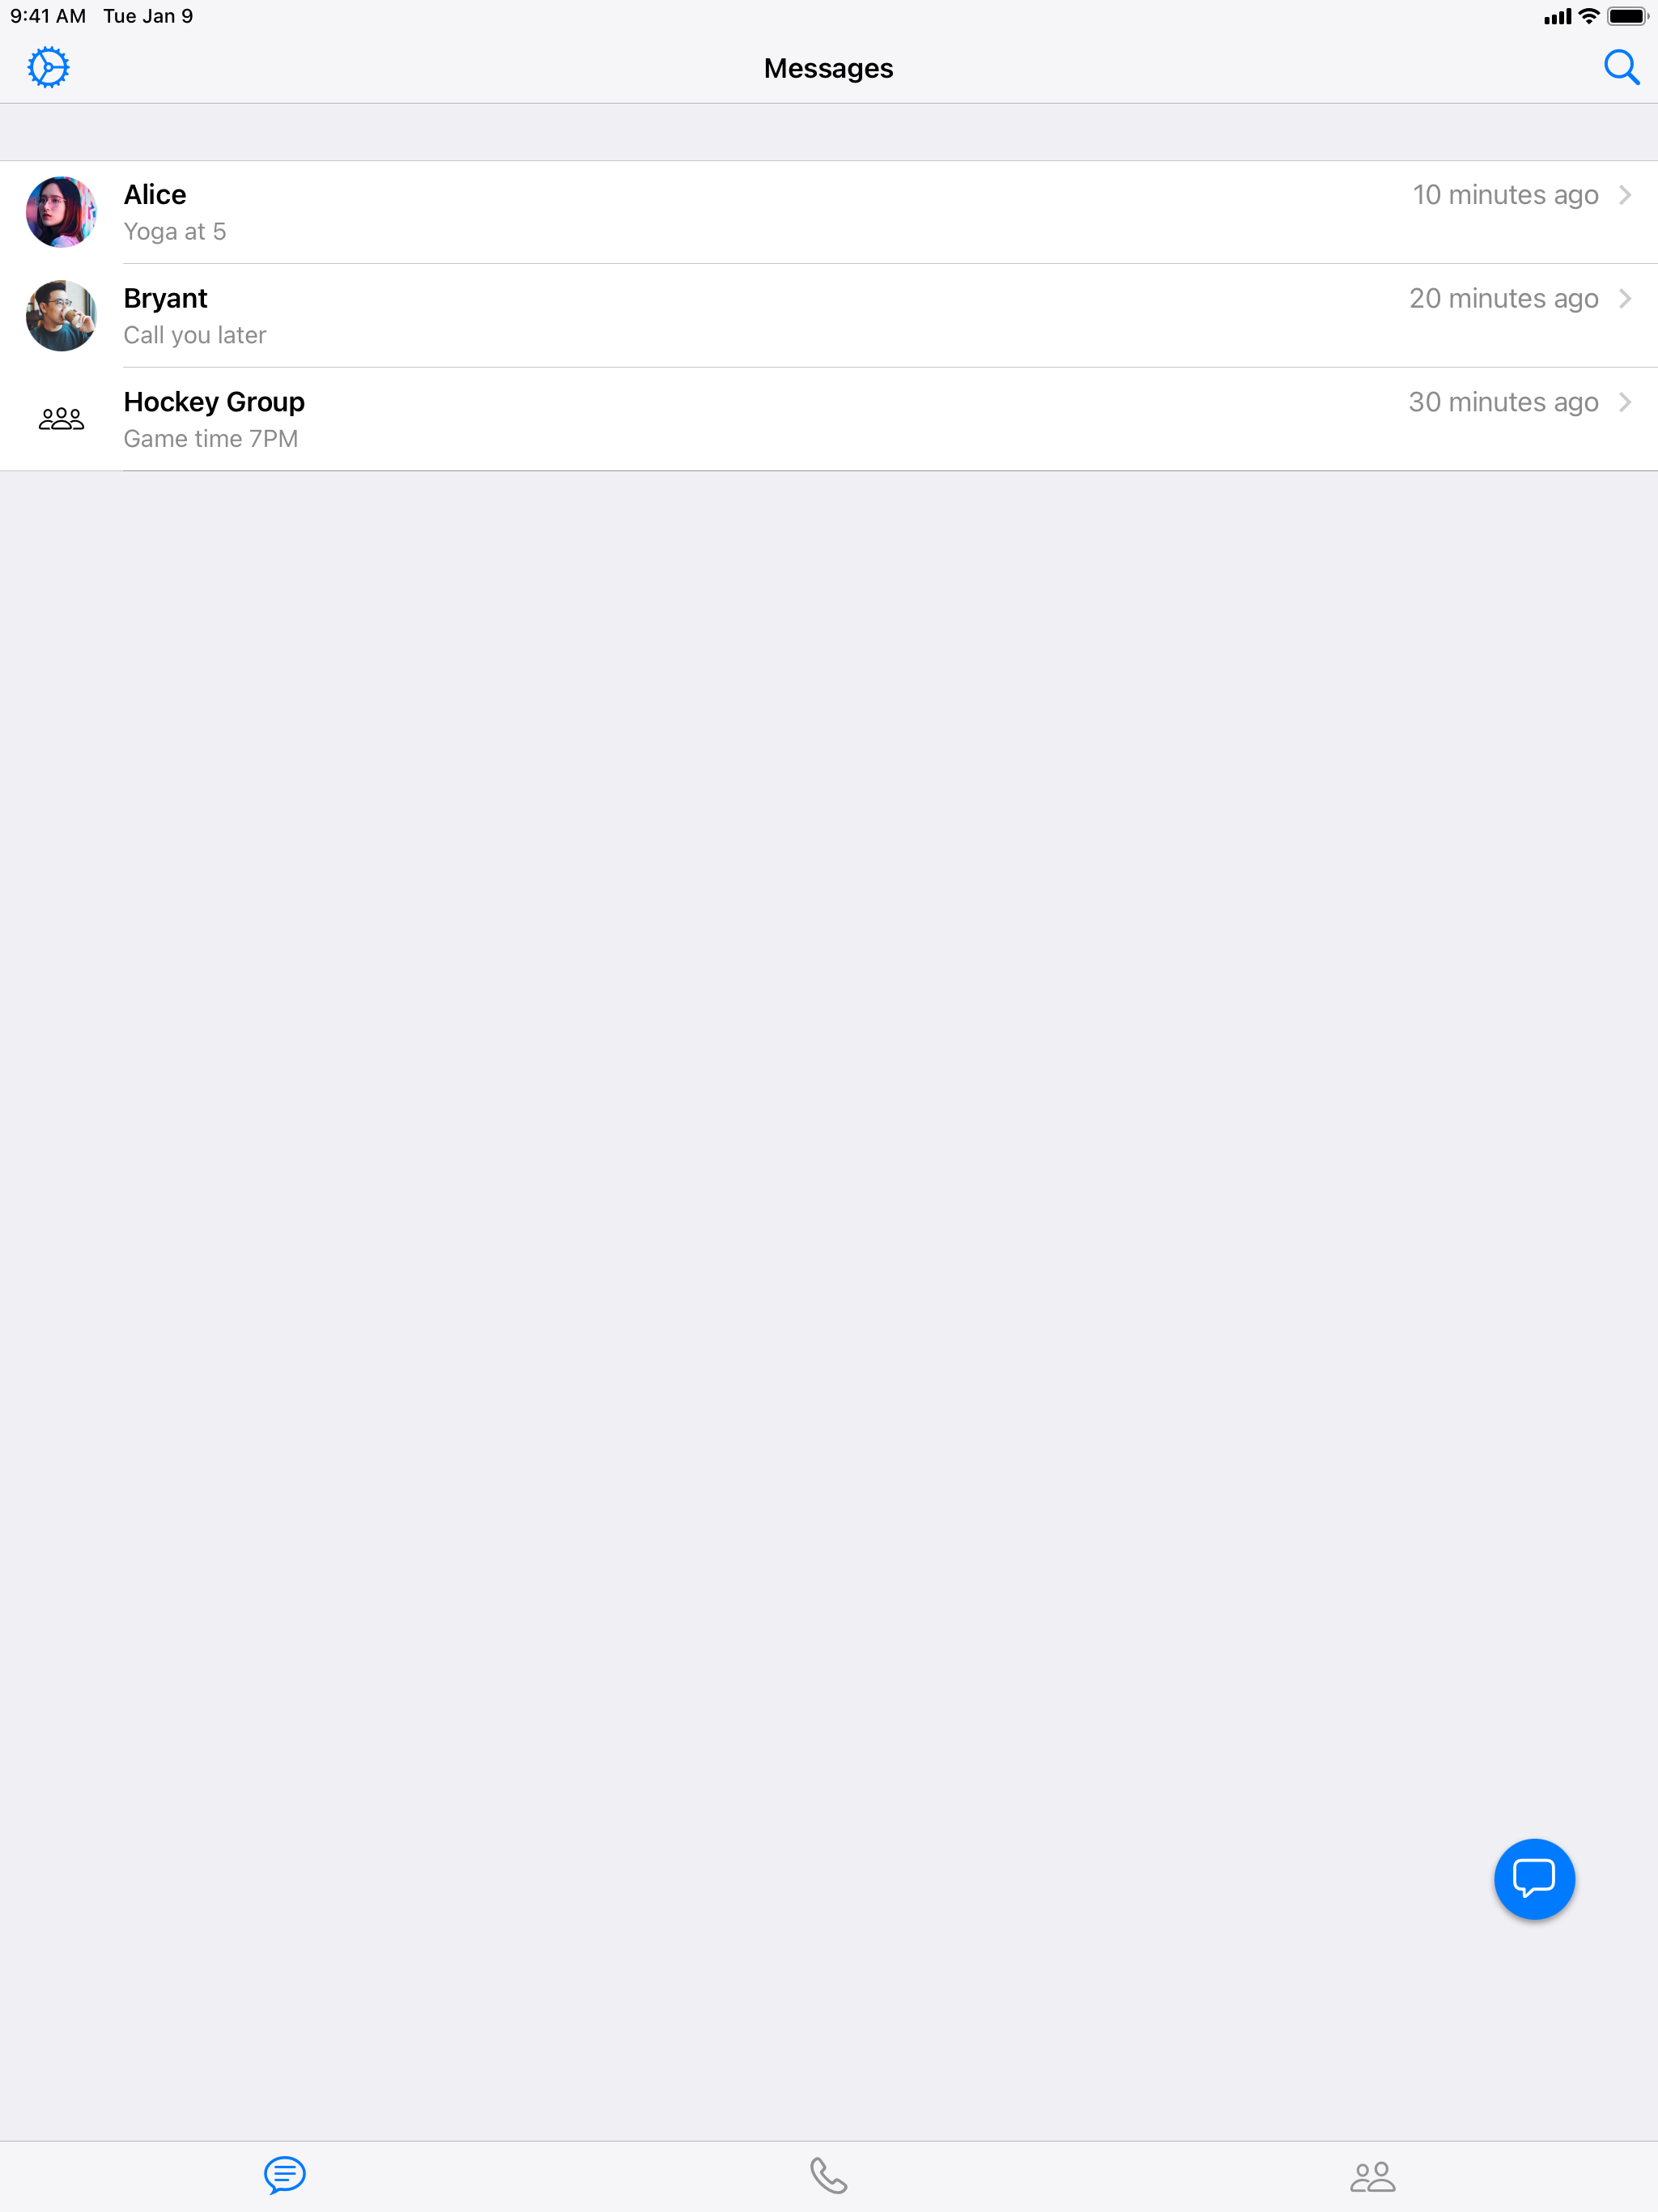 9:41 AM Tue Jan 9
Messages
Alice 10 minutes ago
Yoga at 5
Bryant 20 minutes ago
Call you later
Hockey Group 30 minutes ago
Game time 7PM